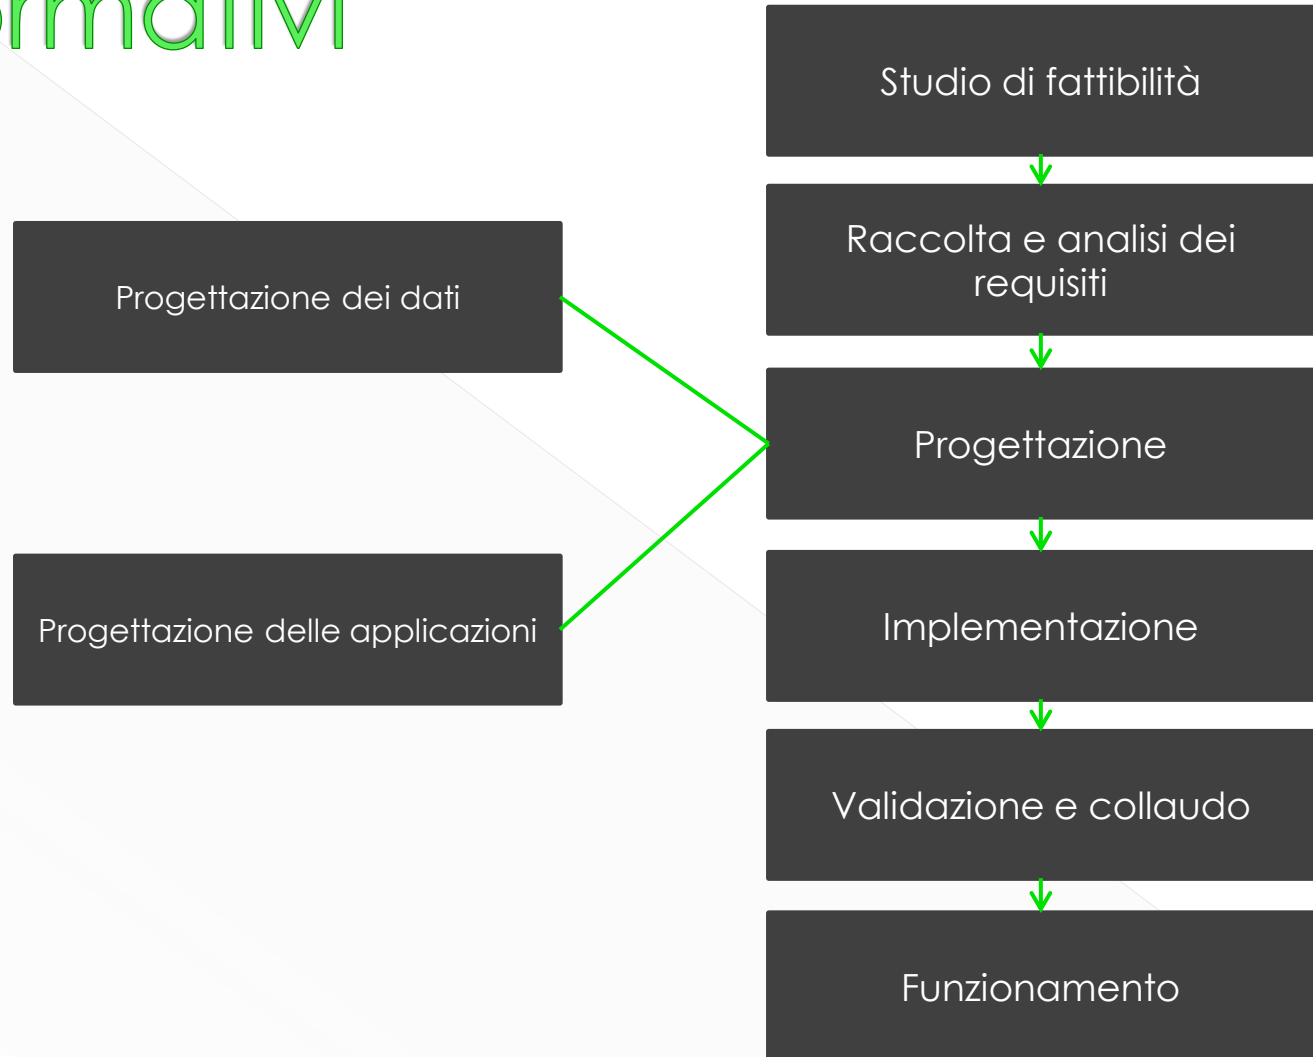 Studio di fattibilità
Raccolta e analisi dei
requisiti
Progettazione dei dati
Progettazione
Progettazione delle applicazioni
Implementazione
Validazione e collaudo
Funzionamento